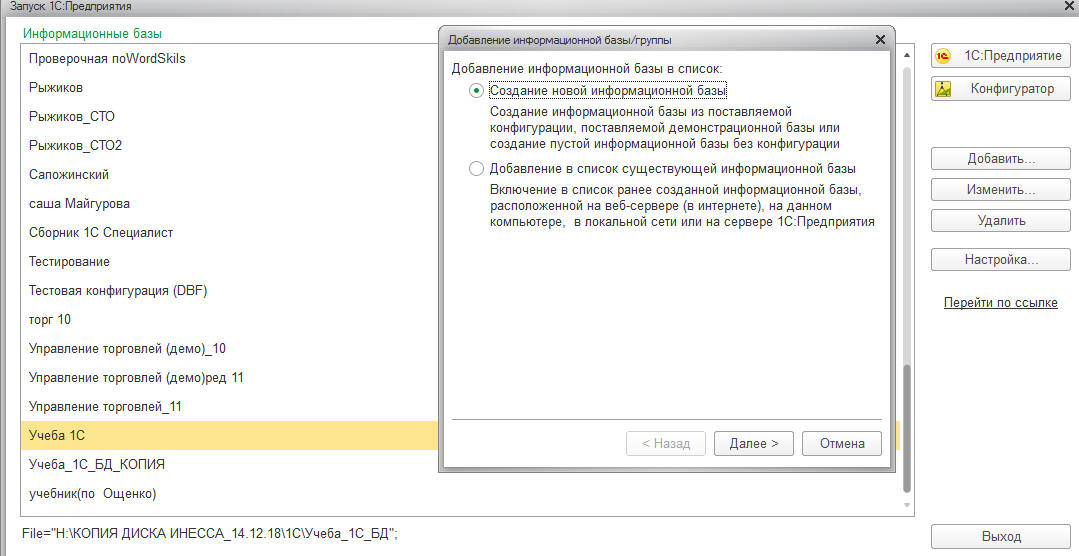 Запуск 1С:Предприятия
Информационные базы
Проверочная поWordSkils
Рыжиков
Рыжиков_СТО
Рыжиков_СТО2
Сапожинский
саша Майгурова
Сборник 1С Специалист
Тестирование
Тестовая конфигурация (DBF)
торг 10
Управление торговлей (демо)_10
Управление торговлей (демо)ред 11
Управление торговлей_11
Учеба 1С
Учеба_1С_БД_КОПИЯ
учебник(по Ощенко)
File="H:\КОПИЯ ДИСКА ИНЕССА_14.12.18\1С\Учеба_1С_БД";
Добавление информационной базы/группы
Добавление информационной базы в список:
Создание новой информационной базы
Создание информационной базы из поставляемой
конфигурации, поставляемой демонстрационной базы или
создание пустой информационной базы без конфигурации
Добавление в список существующей информационной базы
Включение в список ранее созданной информационной базы,
расположенной на веб-сервере (в интернете), на данном
компьютере, в локальной сети или на сервере 1С:Предприятия
< Назад
Далее >
Отмена
1С:Предприятие
Конфигуратор
Добавить...
Изменить...
Удалить
Настройка...
Перейти по ссылке
Выход